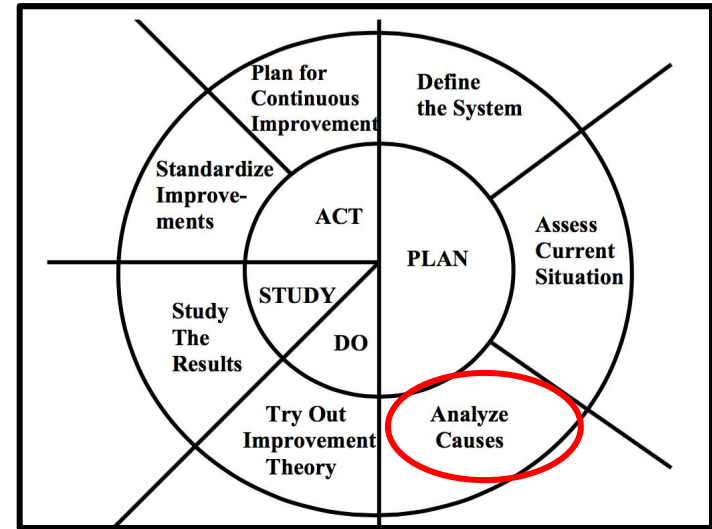 Plan for
Continuous
Improvement
Define
the System
Standardize
Improve-
ments
ACT
Assess
Current
Situation
PLAN
STUDY
Study
The
Results
DO
Try Out
Improvement
Theory
Analyze
Causes